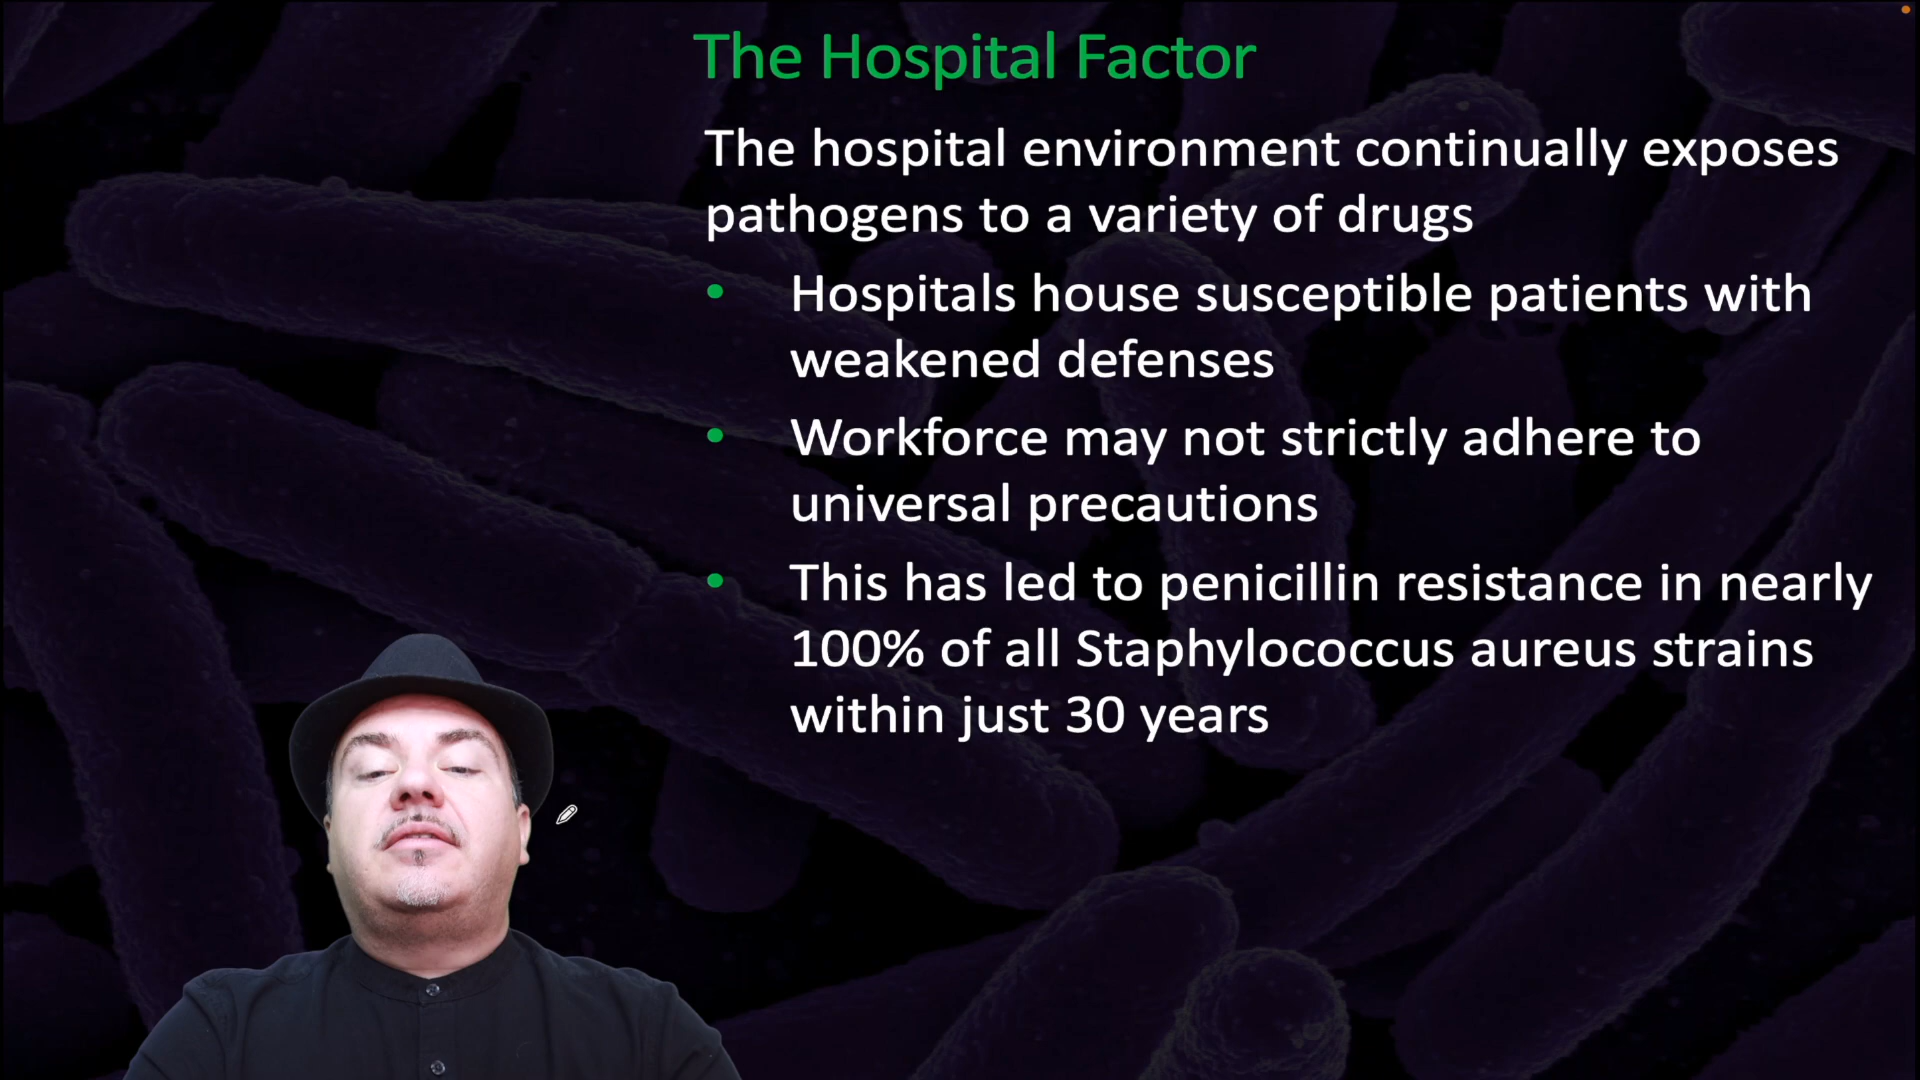 The Hospital Factor
The hospital environment continually exposes
pathogens to a variety of drugs
• Hospitals house susceptible patients with
weakened defenses
• Workforce may not strictly adhere to
universal precautions
• This has led to penicillin resistance in nearly
100% of all Staphylococcus aureus strains
within just 30 years